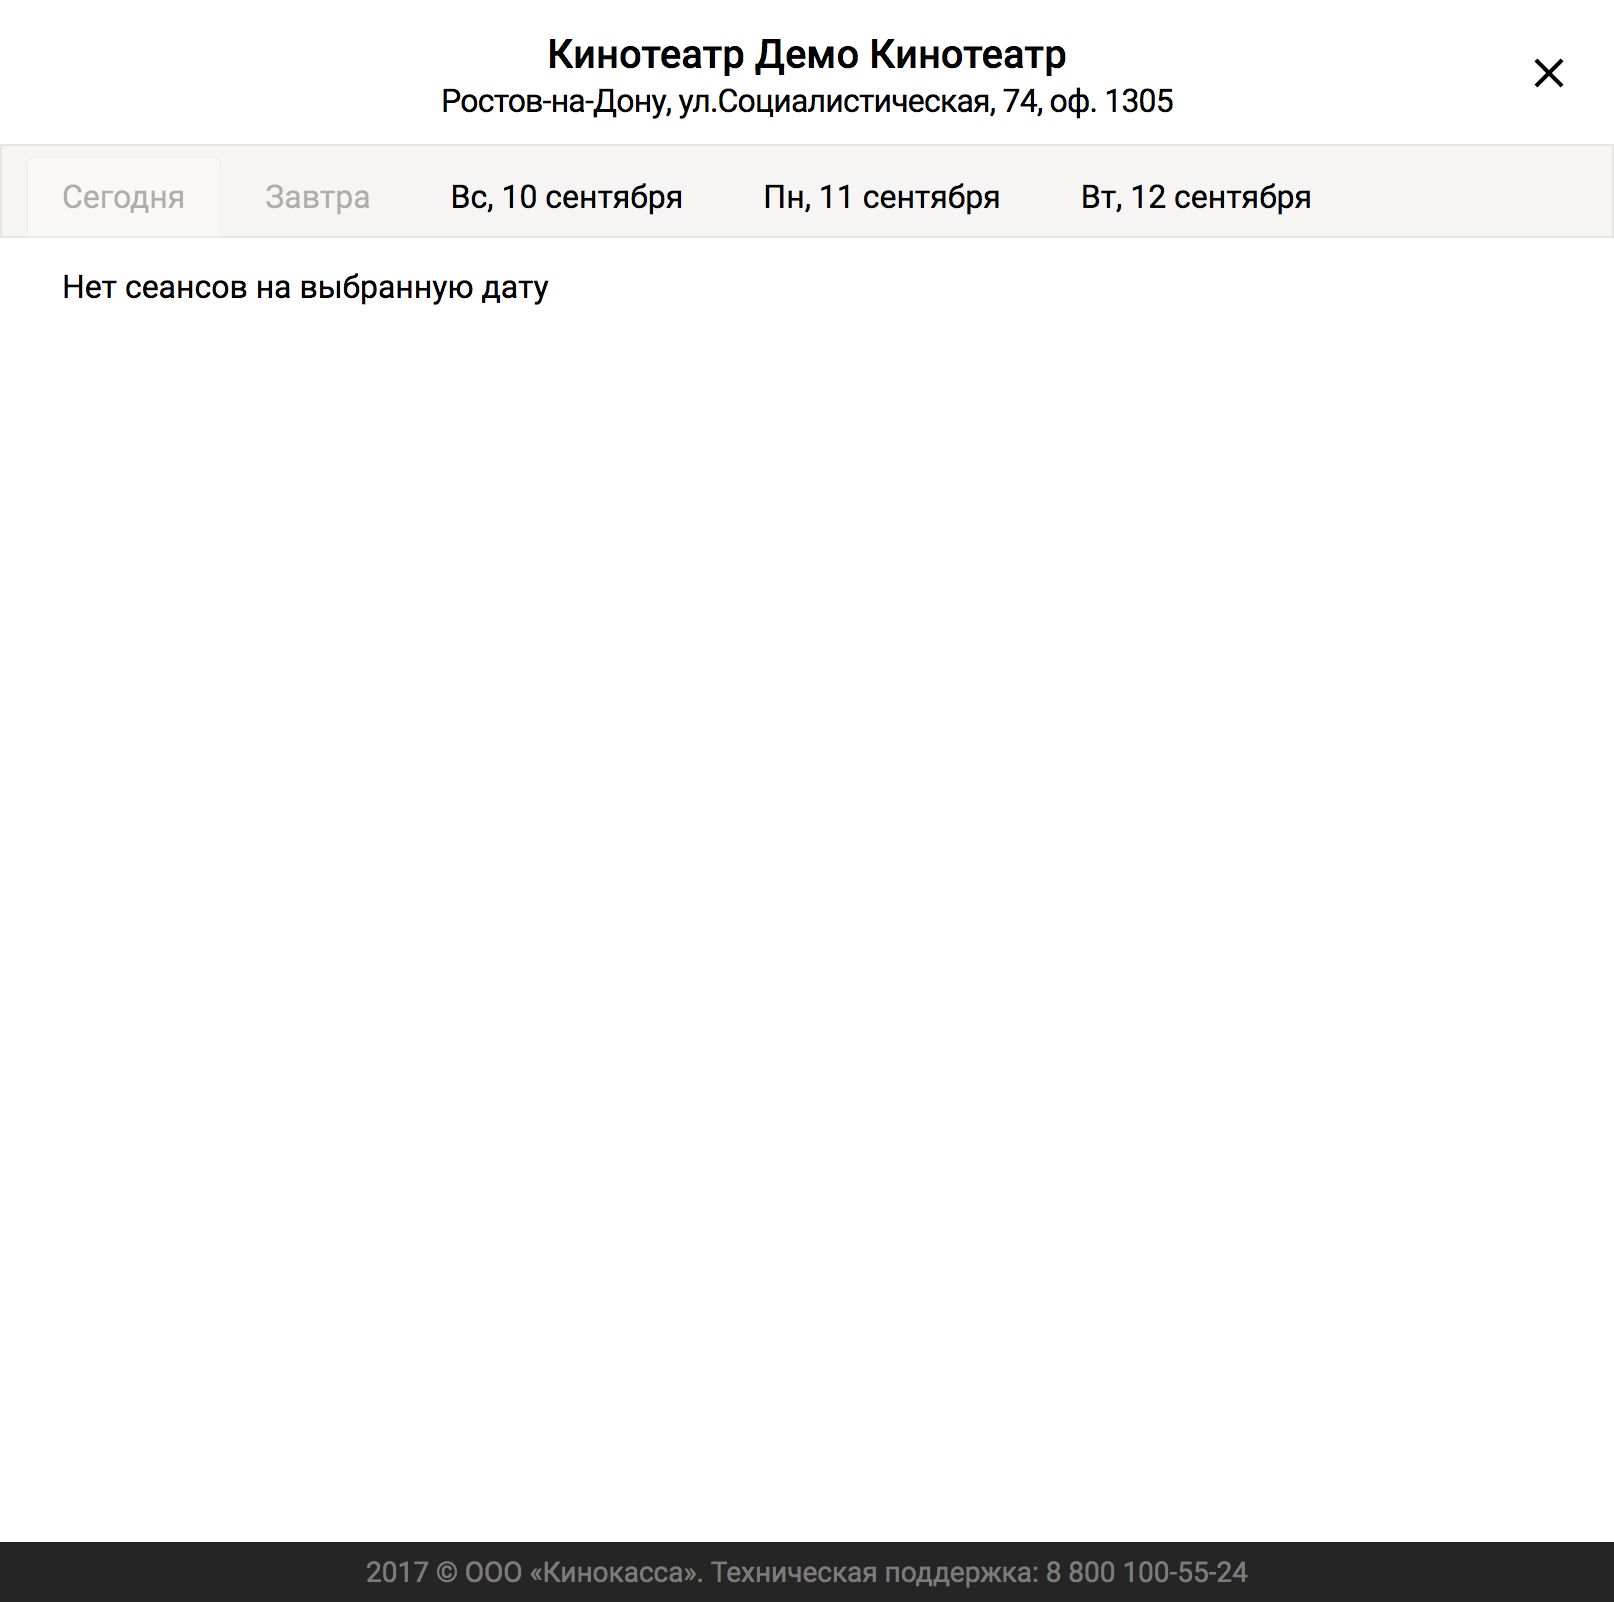 Кинотеатр Демо Кинотеатр
Ростов-на-Дону, ул.Социалистическая, 74, оф. 1305
Сегодня Завтра Вс, 10 сентября Пн, 11 сентября Вт, 12 сентября
Нет сеансов на выбранную дату
2017 © ООО «Кинокасса». Техническая поддержка: 8 800 100-55-24